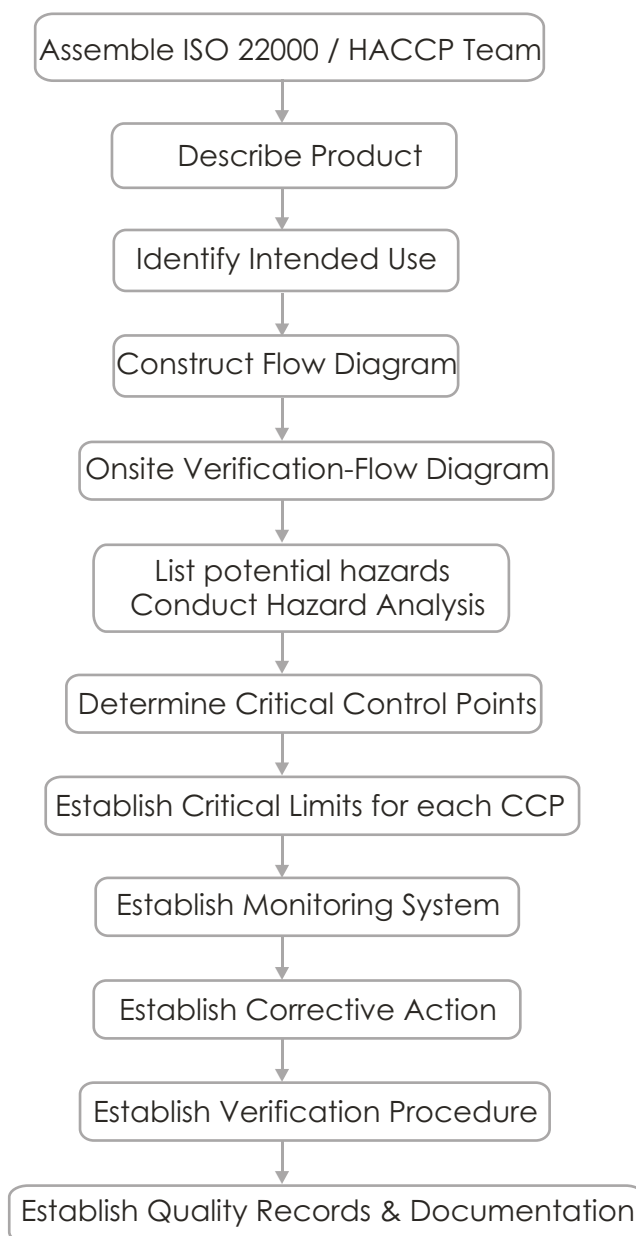 Assemble ISO 22000 / HACCP Team
Describe Product
Identify Intended Use
Construct Flow Diagram
Onsite Verification-Flow Diagram
List potential hazards
Conduct Hazard Analysis
Determine Critical Control Points
Establish Critical Limits for each CCP
Establish Monitoring System
Establish Corrective Action
Establish Verification Procedure
Establish Quality Records & Documentation